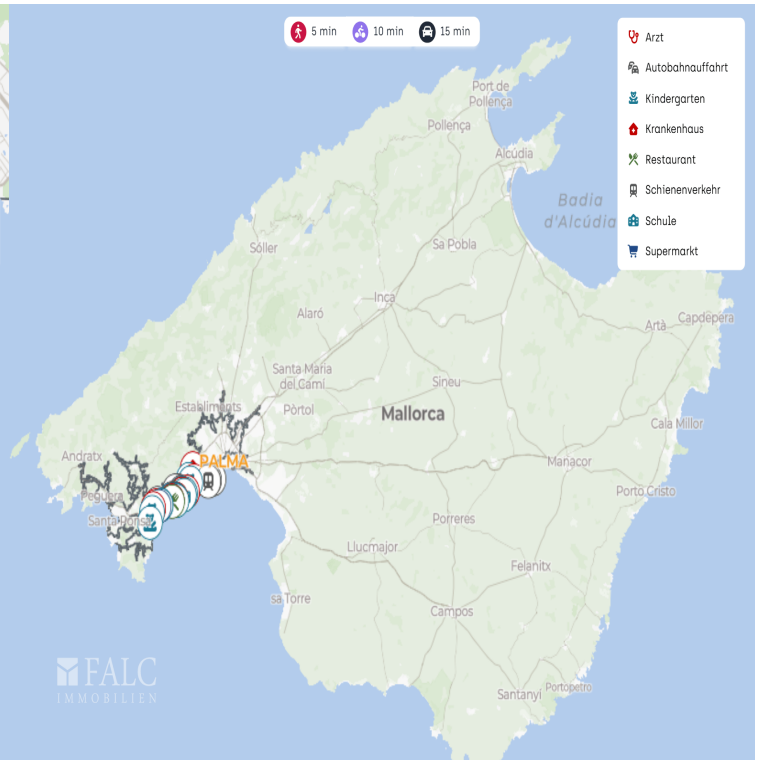 5 min
10 min
15 min
Arzt
Autobahnauffahrt
Kindergarten
Krankenhaus
Restaurant
Schienenverkehr
Schule
Supermarkt
Port de
Pollença
Pollença
Alcúdia
Badia
d'Alcúdia
Sóller
Sa Pobla
Inca
Alaró
Capdepera
Artà
Santa Maria
del Camí
Sineu
Establiments
Pòrtol
Mallorca
Cala Millor
Andratx
PALMA
Manacor
Peguera
Porto Cristo
Santa Ponsa
Porreres
Llucmajor
Felanitx
sa Torre
Campos
Santanyí
Portopetro
FALC
IMMOBILIEN